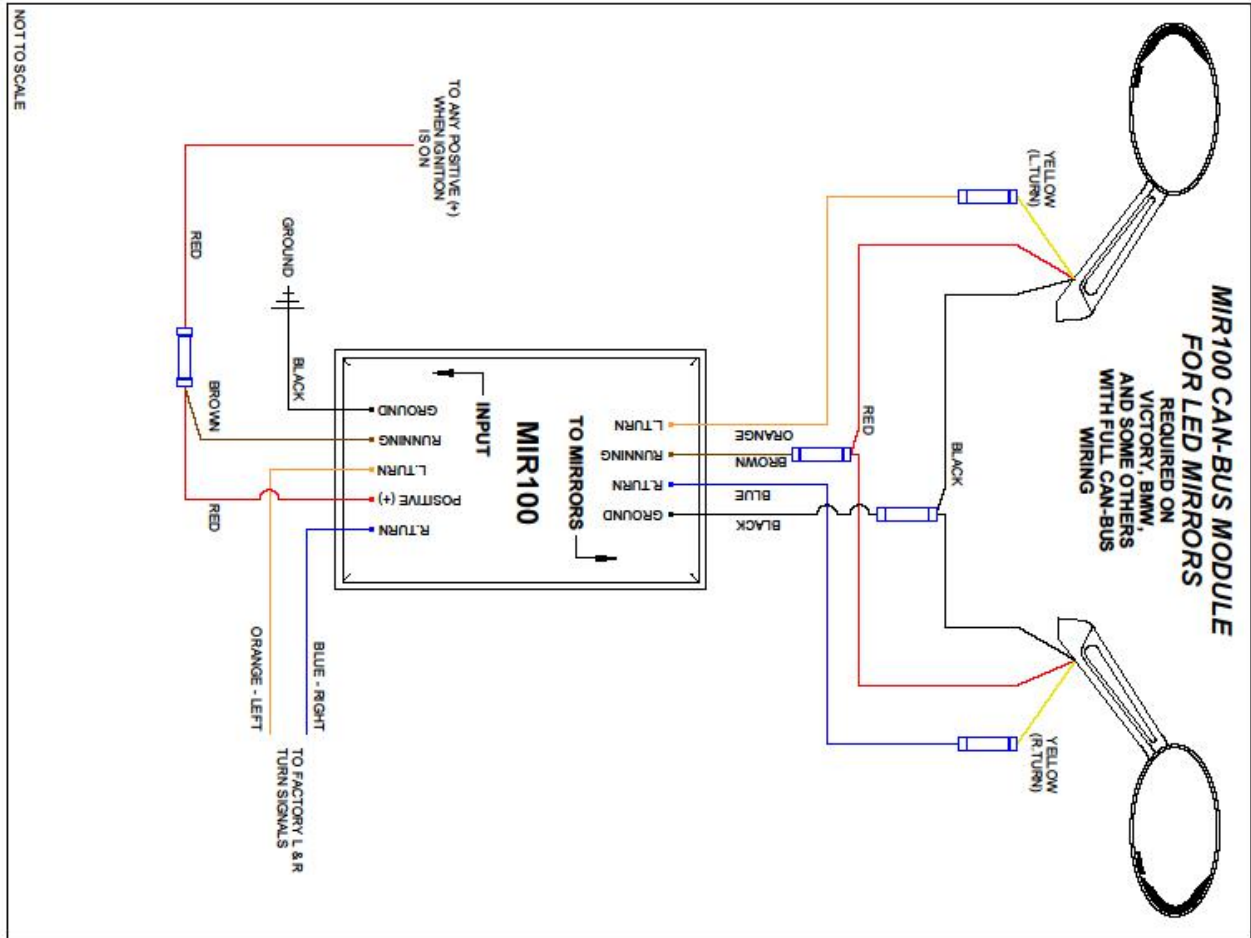 MIR100 CAN-BUS MODULE
FOR LED MIRRORS
REQUIRED ON
VICTORY, BMW,
AND SOME OTHERS
WITH FULL CAN-BUS
WIRING
YELLOW
(L.TURN)
YELLOW
(R.TURN)
BLACK
RED
ORANGE
BROWN
BLUE
BLACK
L.TURN
RUNNING
R.TURN
GROUND
TO MIRRORS
MIR100
INPUT
GROUND
RUNNING
L.TURN
POSITIVE (+)
R.TURN
BLACK
GROUND
BROWN
RED
RED
TO ANY POSITIVE (+)
WHEN IGNITION
IS ON
BLUE - RIGHT
ORANGE - LEFT
TO FACTORY L & R
TURN SIGNALS
NOT TO SCALE